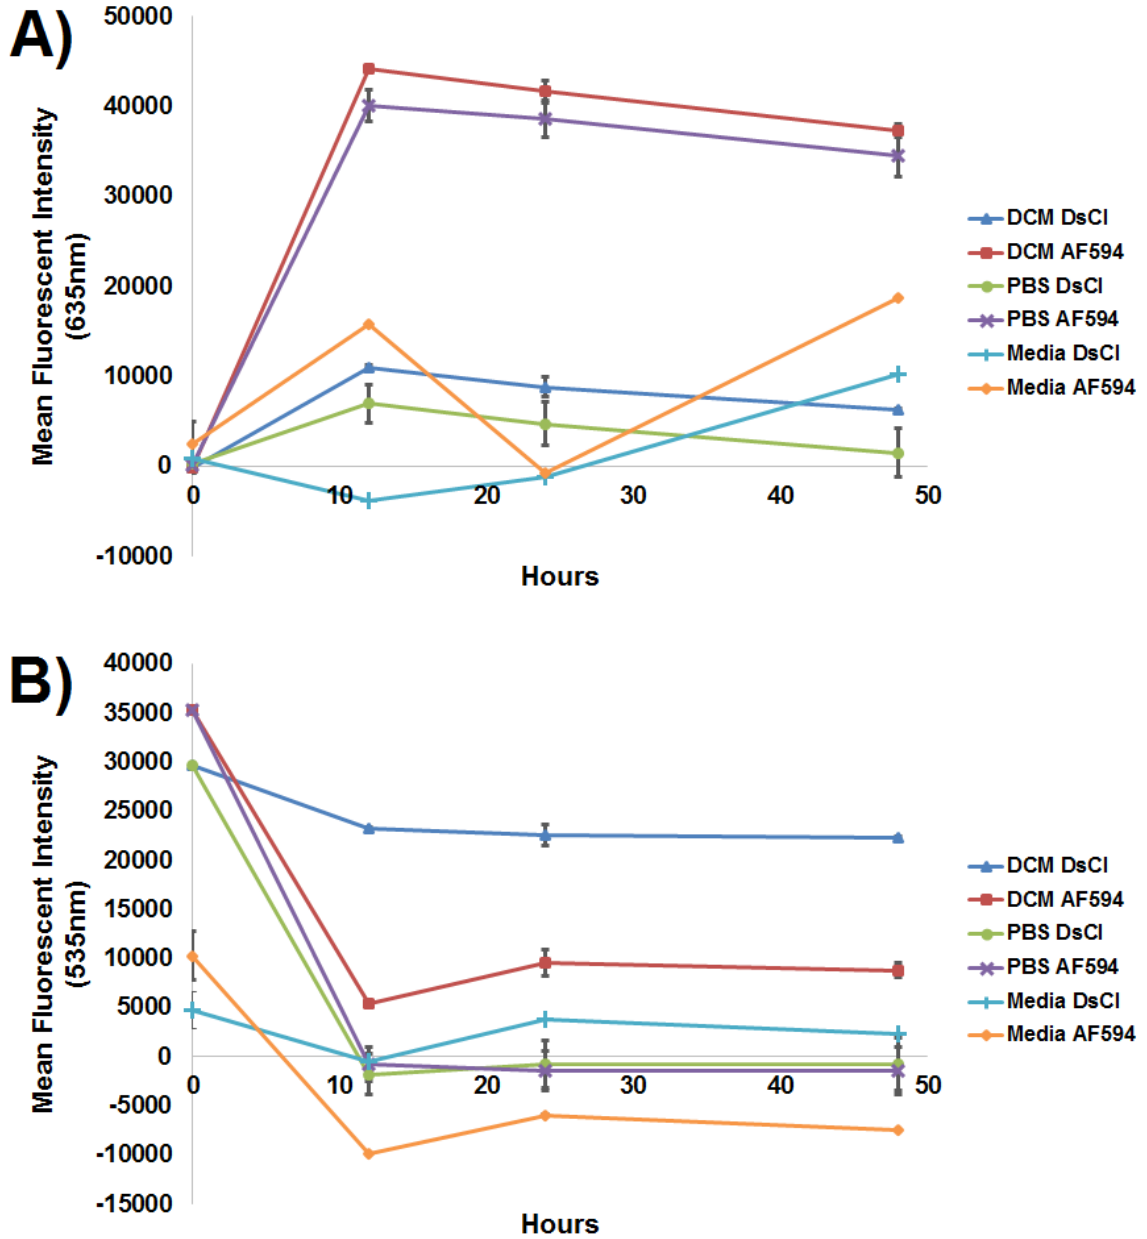 A)
50000
40000
30000
20000
10000
0
-10000
Mean Fluorescent Intensity
(635nm)
0 10 20 30 40 50
Hours
DCM DsCl
DCM AF594
PBS DsCl
PBS AF594
Media DsCl
Media AF594
B)
40000
35000
30000
25000
20000
15000
10000
5000
0
-5000
-10000
-15000
Mean Fluorescent Intensity
(535nm)
0 10 20 30 40 50
Hours
DCM DsCl
DCM AF594
PBS DsCl
PBS AF594
Media DsCl
Media AF594